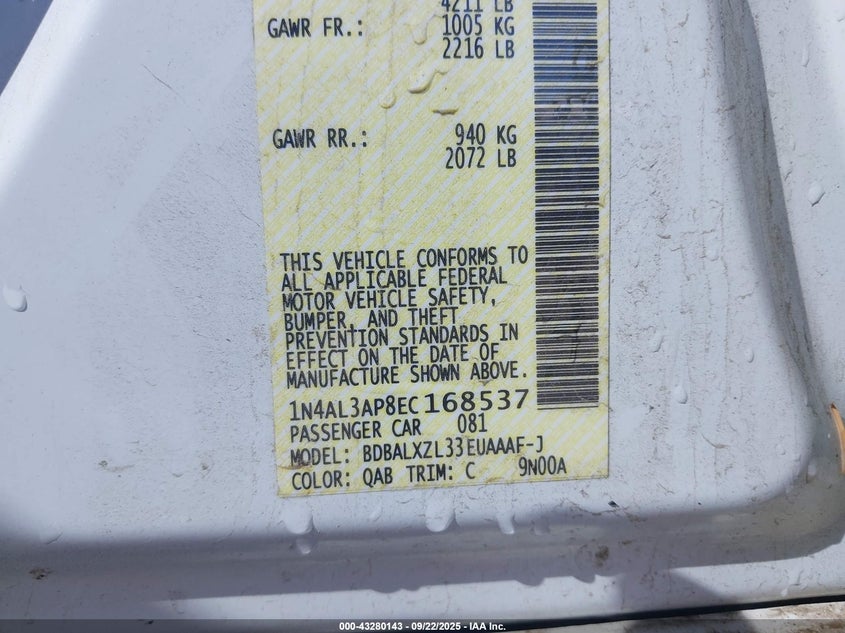 4211 LB
GAWR FR.: 1005 KG
2216 LB
GAWR RR.: 940 KG
2072 LB
THIS VEHICLE CONFORMS TO
ALL APPLICABLE FEDERAL
MOTOR VEHICLE SAFETY,
BUMPER, AND THEFT
PREVENTION STANDARDS IN
EFFECT ON THE DATE OF
MANUFACTURE SHOWN ABOVE.
1N4AL3AP8EC168537
PASSENGER CAR 081
MODEL: BDBALXZL33EUAAAF-J
COLOR: QAB TRIM: C 9N00A
000-43280143 - 09/22/2025 - IAA Inc.